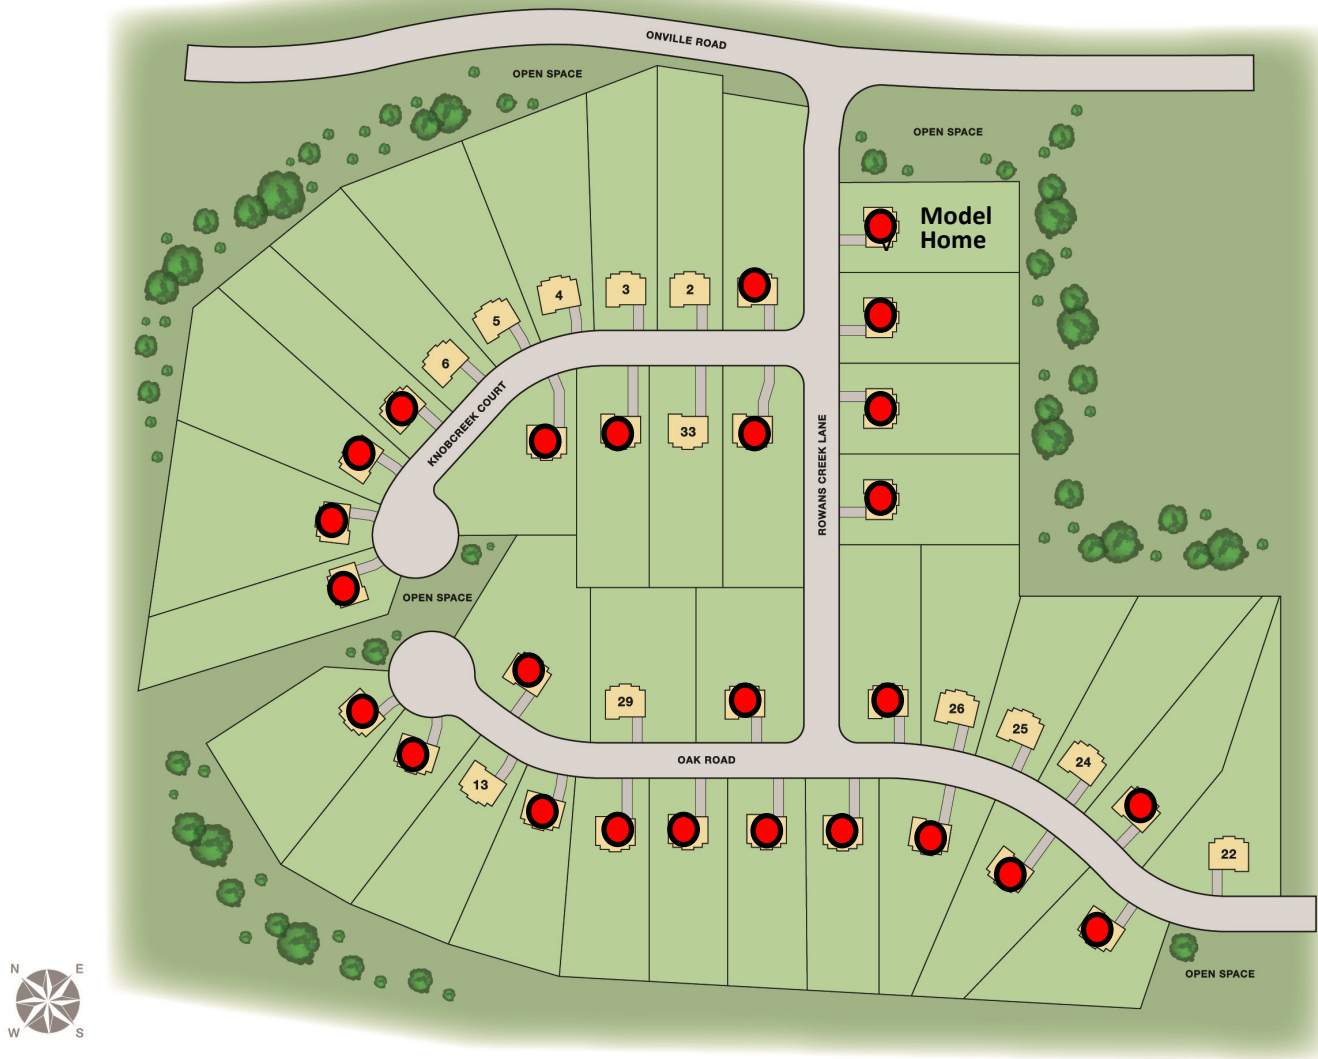 ONVILLE ROAD
OPEN SPACE
OPEN SPACE
Model
Home
4
3
2
5
6
KNOBCREEK COURT
33
ROWANS CREEK LANE
OPEN SPACE
29
26
25
24
OAK ROAD
13
22
OPEN SPACE
N
E
W
S